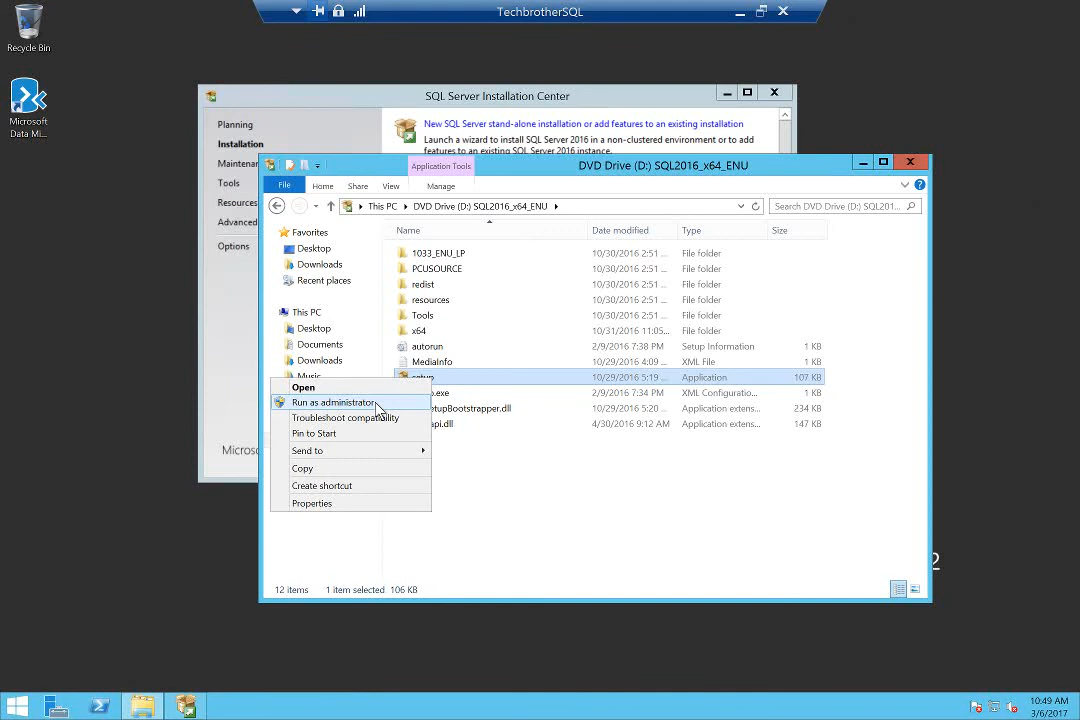 TechbrotherSQL
Recycle Bin
Microsoft
Data Mi...
SQL Server Installation Center
Planning
Installation
Maintenan
Tools
Resources
Advanced
Options
New SQL Server stand-alone installation or add features to an existing installation
Launch a wizard to install SQL Server 2016 in a non-clustered environment or to add
features to an existing SQL Server 2016 instance.
Application Tools
DVD Drive (D:) SQL2016_x64_ENU
File Home Share View Manage
This PC DVD Drive (D:) SQL2016_x64_ENU
Search DVD Drive (D:) SQL201...
Name Date modified Type Size
Favorites
Desktop
Downloads
Recent places
This PC
Desktop
Documents
Downloads
Music
1033_ENU_LP 10/30/2016 2:51 ... File folder
PCUSOURCE 10/30/2016 2:51 ... File folder
redist 10/30/2016 2:51 ... File folder
resources 10/30/2016 2:51 ... File folder
Tools 10/30/2016 2:51 ... File folder
x64 10/31/2016 11:05... File folder
autorun 2/9/2016 7:38 PM Setup Information 1 KB
MediaInfo 10/29/2016 4:09 ... XML File 1 KB
setup 10/29/2016 5:19 ... Application 107 KB
p.exe 2/9/2016 7:34 PM XML Configuratio... 1 KB
etupBootstrapper.dll 10/29/2016 5:20 ... Application extens... 234 KB
api.dll 4/30/2016 9:12 AM Application extens... 147 KB
Open
Run as administrator
Troubleshoot compatibility
Pin to Start
Send to
Copy
Create shortcut
Properties
Microso
12 items 1 item selected 106 KB
2
10:49 AM
3/6/2017